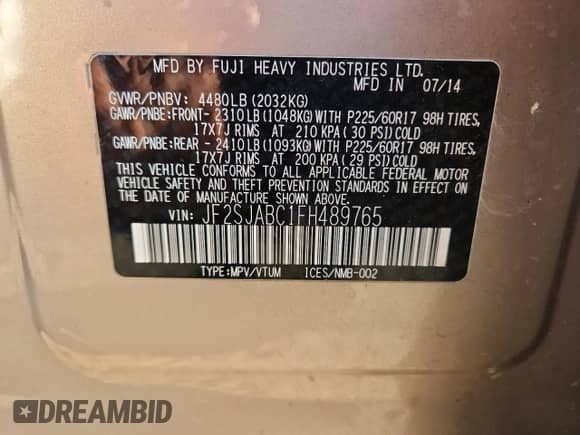 MFD BY FUJI HEAVY INDUSTRIES LTD.
MFD IN 07/14
GVWR/PNBV: 4480LB(2032KG)
GAWR/PNBE:FRONT- 2310LB(1048KG)WITH P225/60R17 98H TIRES,
17X7J RIMS AT 210 KPA(30 PSI)COLD
GAWR/PNBE:REAR - 2410LB(1093KG)WITH P225/60R17 98H TIRES,
17X7J RIMS AT 200 KPA(29 PSI)COLD
THIS VEHICLE CONFORMS TO ALL APPLICABLE FEDERAL MOTOR
VEHICLE SAFETY AND THEFT PREVENTION STANDARDS IN EFFECT ON
THE DATE OF MANUFACTURE SHOWN ABOVE.
VIN: JF2SJABC1FH489765
TYPE:MPV/VTUM ICES/NMB-002
DREAMBID